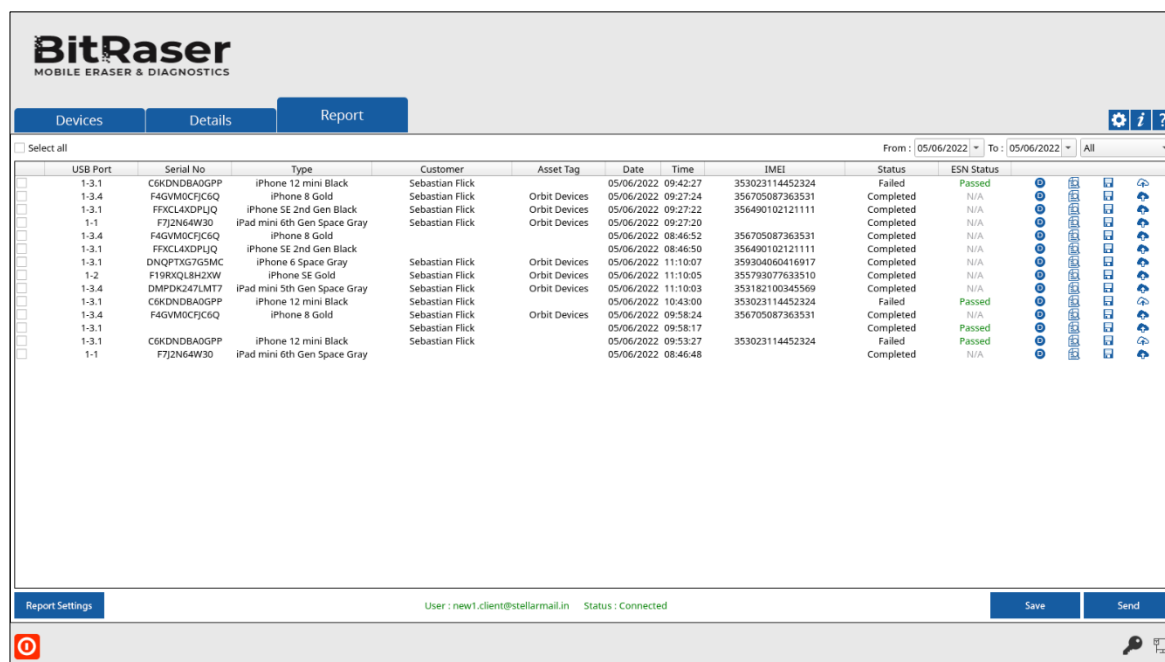 BitRaser
MOBILE ERASER & DIAGNOSTICS
Devices Details Report
Select all From : 05/06/2022 To : 05/06/2022 All
USB Port Serial No Type Customer Asset Tag Date Time IMEI Status ESN Status
1-3.1 C6KDNDBA0GPP iPhone 12 mini Black Sebastian Flick 05/06/2022 09:42:27 353023114452324 Failed Passed
1-3.4 F4GVM0CFJC6Q iPhone 8 Gold Sebastian Flick Orbit Devices 05/06/2022 09:27:24 356705087363531 Completed N/A
1-3.1 FFXCL4XDPLJQ iPhone SE 2nd Gen Black Sebastian Flick Orbit Devices 05/06/2022 09:27:22 356490102121111 Completed N/A
1-1 F7J2N64W30 iPad mini 6th Gen Space Gray Sebastian Flick Orbit Devices 05/06/2022 09:27:20 Completed N/A
1-3.4 F4GVM0CFJC6Q iPhone 8 Gold 05/06/2022 08:46:52 356705087363531 Completed N/A
1-3.1 FFXCL4XDPLJQ iPhone SE 2nd Gen Black 05/06/2022 08:46:50 356490102121111 Completed N/A
1-3.1 DNQPTXG7G5MC iPhone 6 Space Gray Sebastian Flick Orbit Devices 05/06/2022 11:10:07 359304060416917 Completed N/A
1-2 F19RXQL8H2XW iPhone SE Gold Sebastian Flick Orbit Devices 05/06/2022 11:10:05 355793077633510 Completed N/A
1-3.4 DMPDK247LMT7 iPad mini 5th Gen Space Gray Sebastian Flick Orbit Devices 05/06/2022 11:10:03 353182100345569 Completed N/A
1-3.1 C6KDNDBA0GPP iPhone 12 mini Black Sebastian Flick 05/06/2022 10:43:00 353023114452324 Failed Passed
1-3.4 F4GVM0CFJC6Q iPhone 8 Gold Sebastian Flick Orbit Devices 05/06/2022 09:58:24 356705087363531 Completed N/A
1-3.1 Sebastian Flick 05/06/2022 09:58:17 Completed Passed
1-3.1 C6KDNDBA0GPP iPhone 12 mini Black Sebastian Flick 05/06/2022 09:53:27 353023114452324 Failed Passed
1-1 F7J2N64W30 iPad mini 6th Gen Space Gray 05/06/2022 08:46:48 Completed N/A
Report Settings User : new1.client@stellarmail.in Status : Connected Save Send